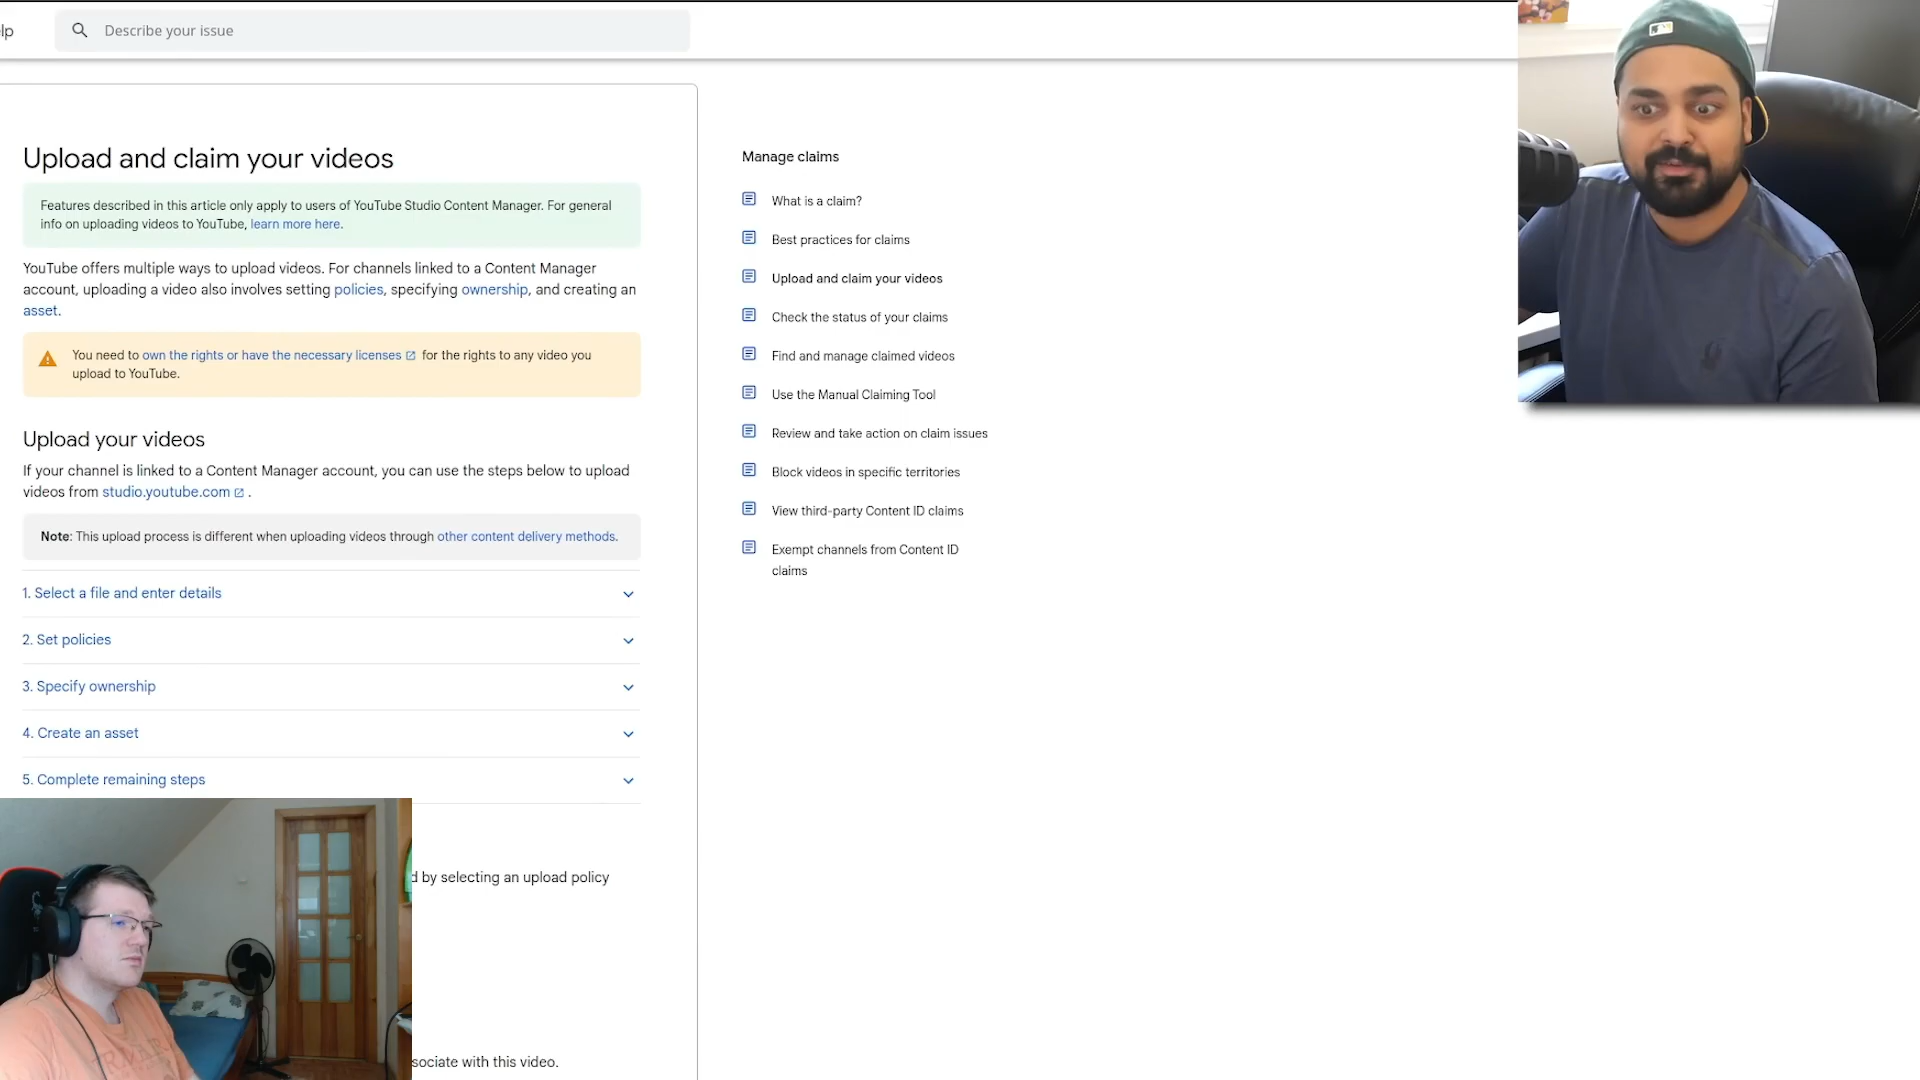 lp
Describe your issue
Upload and claim your videos
Features described in this article only apply to users of YouTube Studio Content Manager. For general
info on uploading videos to YouTube, learn more here.
YouTube offers multiple ways to upload videos. For channels linked to a Content Manager
account, uploading a video also involves setting policies, specifying ownership, and creating an
asset.
You need to own the rights or have the necessary licenses for the rights to any video you
upload to YouTube.
Upload your videos
If your channel is linked to a Content Manager account, you can use the steps below to upload
videos from studio.youtube.com .
Note: This upload process is different when uploading videos through other content delivery methods.
1. Select a file and enter details
2. Set policies
3. Specify ownership
4. Create an asset
5. Complete remaining steps
d by selecting an upload policy
sociate with this video.
Manage claims
What is a claim?
Best practices for claims
Upload and claim your videos
Check the status of your claims
Find and manage claimed videos
Use the Manual Claiming Tool
Review and take action on claim issues
Block videos in specific territories
View third-party Content ID claims
Exempt channels from Content ID
claims